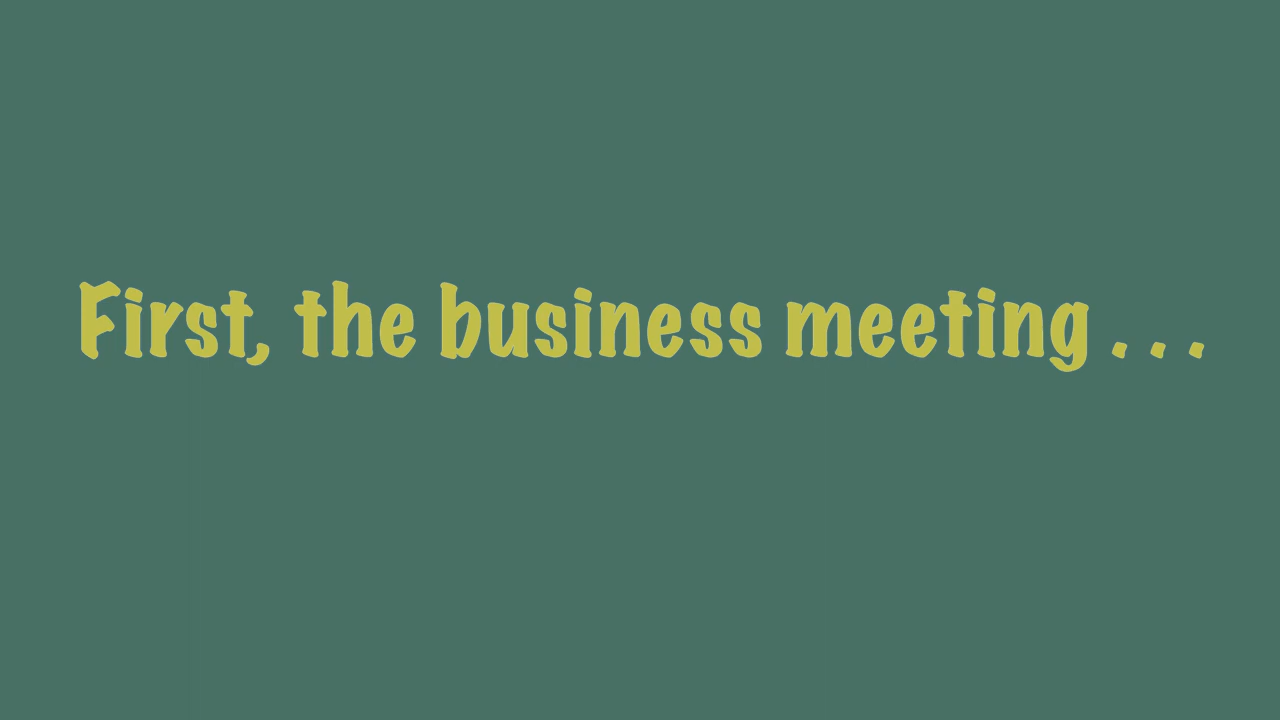 First, the business meeting . . .